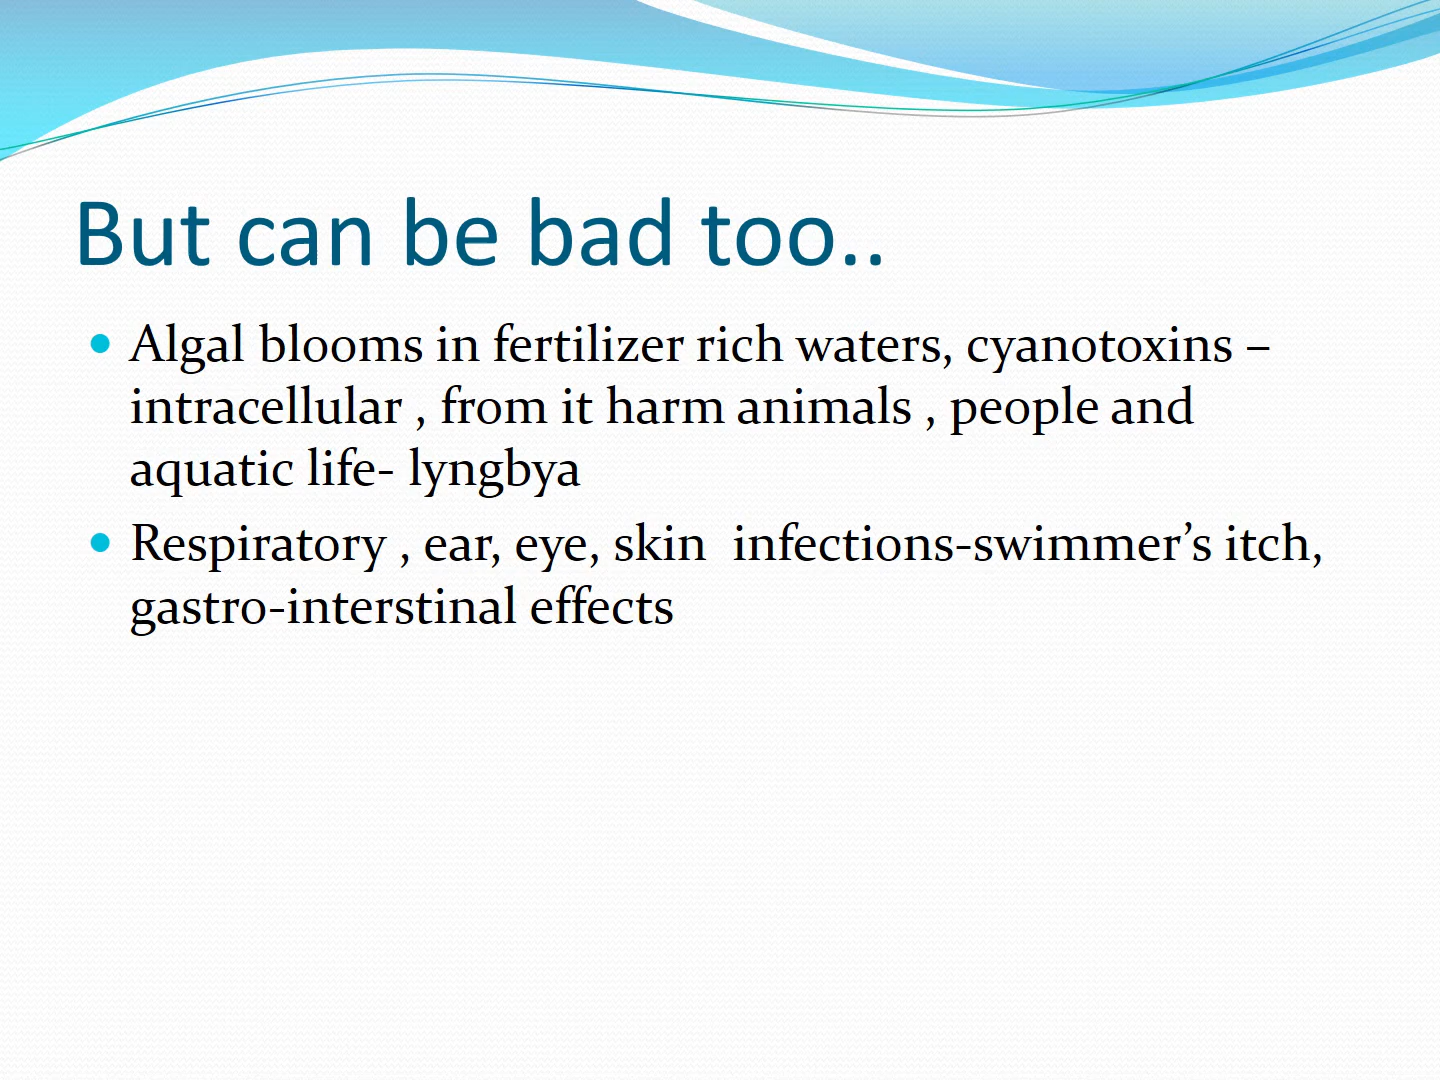 But can be bad too..
• Algal blooms in fertilizer rich waters, cyanotoxins –
intracellular , from it harm animals , people and
aquatic life- lyngbya
• Respiratory , ear, eye, skin  infections-swimmer’s itch,
gastro-interstinal effects